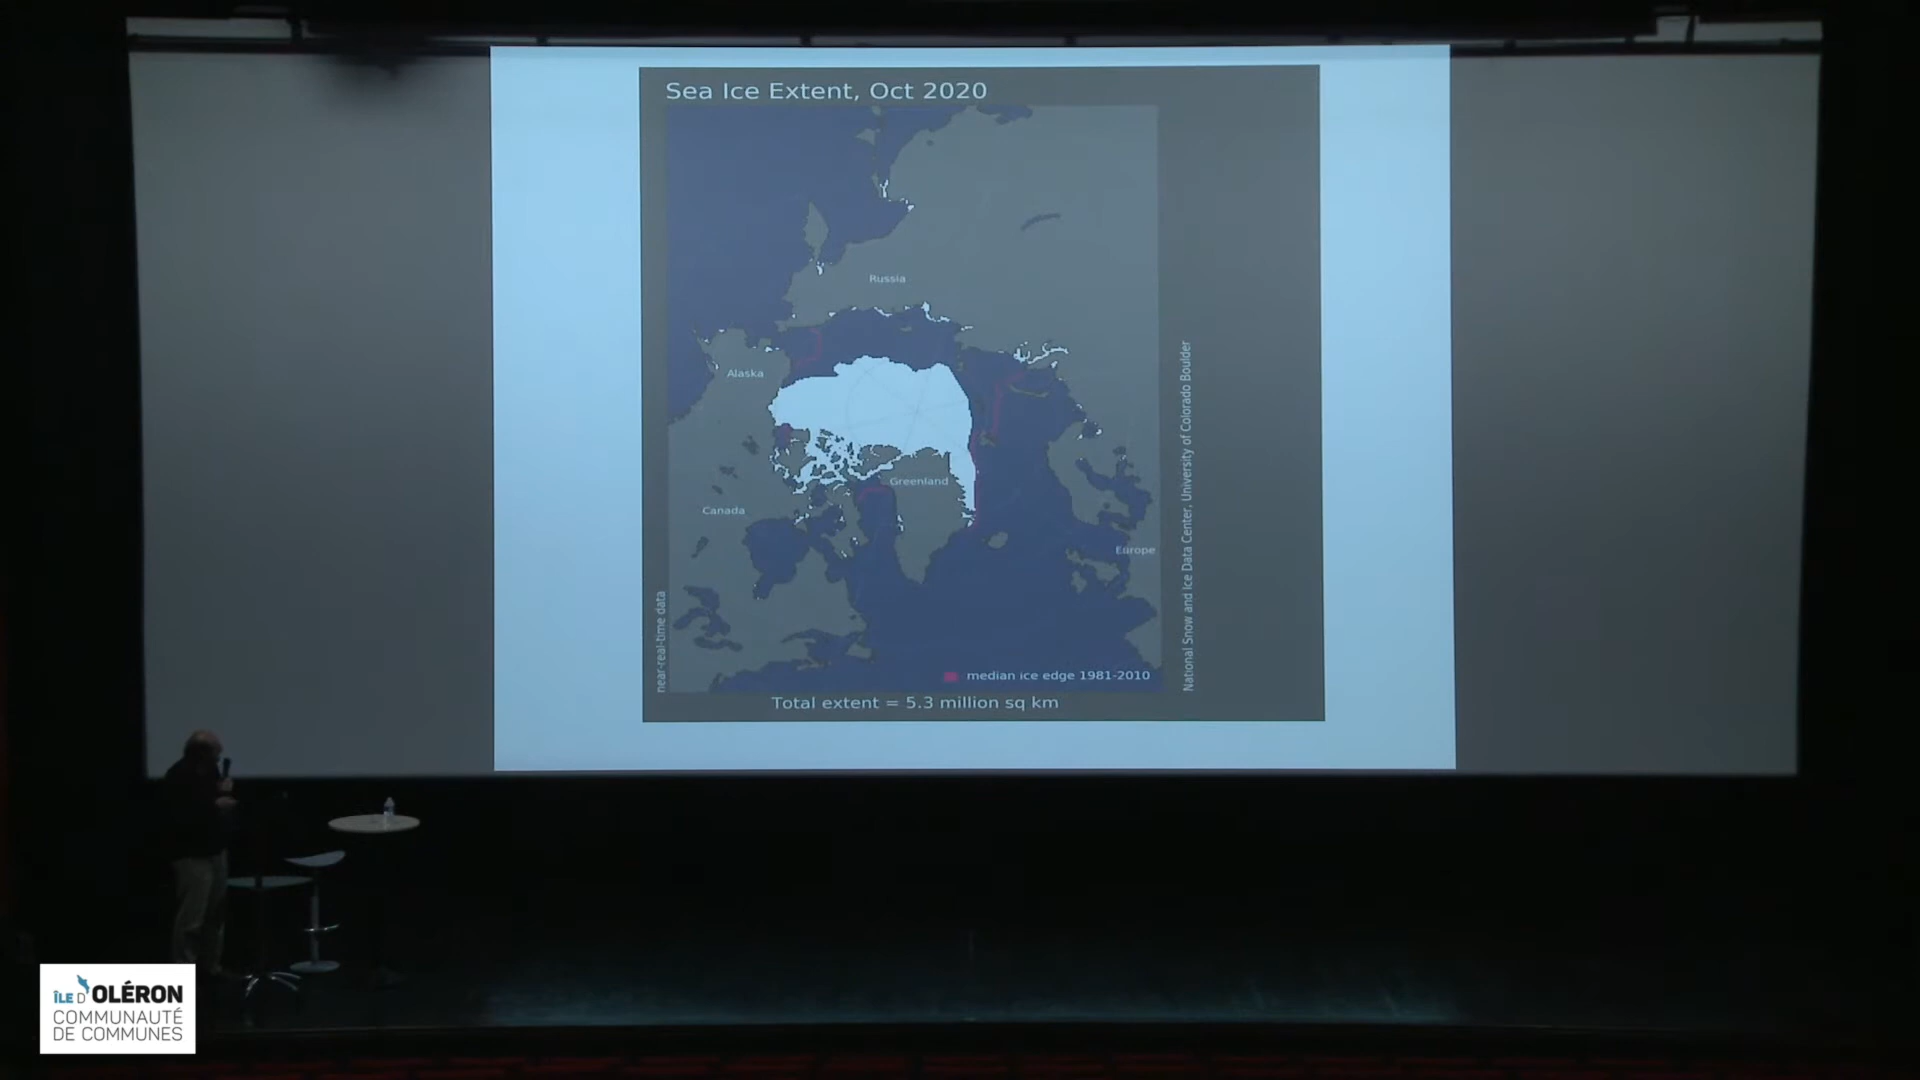 Sea Ice Extent, Oct 2020
Russia
Alaska
Greenland
Canada
Europe
near-real-time data
National Snow and Ice Data Center, University of Colorado Boulder
median ice edge 1981-2010
Total extent = 5.3 million sq km
ÎLE D'OLÉRON
COMMUNAUTÉ
DE COMMUNES